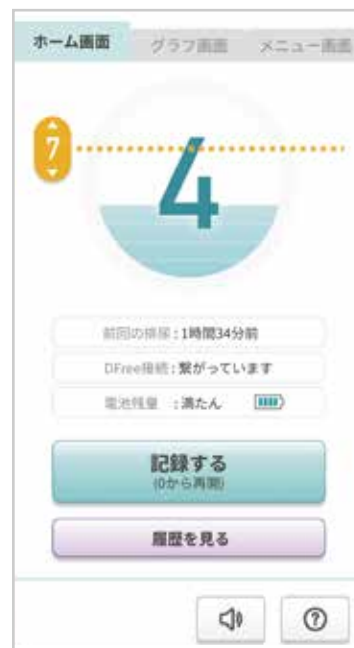 ホーム画面
グラフ画面
メニュー画面
7
4
前回の排尿:1時間34分前
DFree接続:繋がっています
電池残量 :満たん
記録する
(0から再開)
履歴を見る